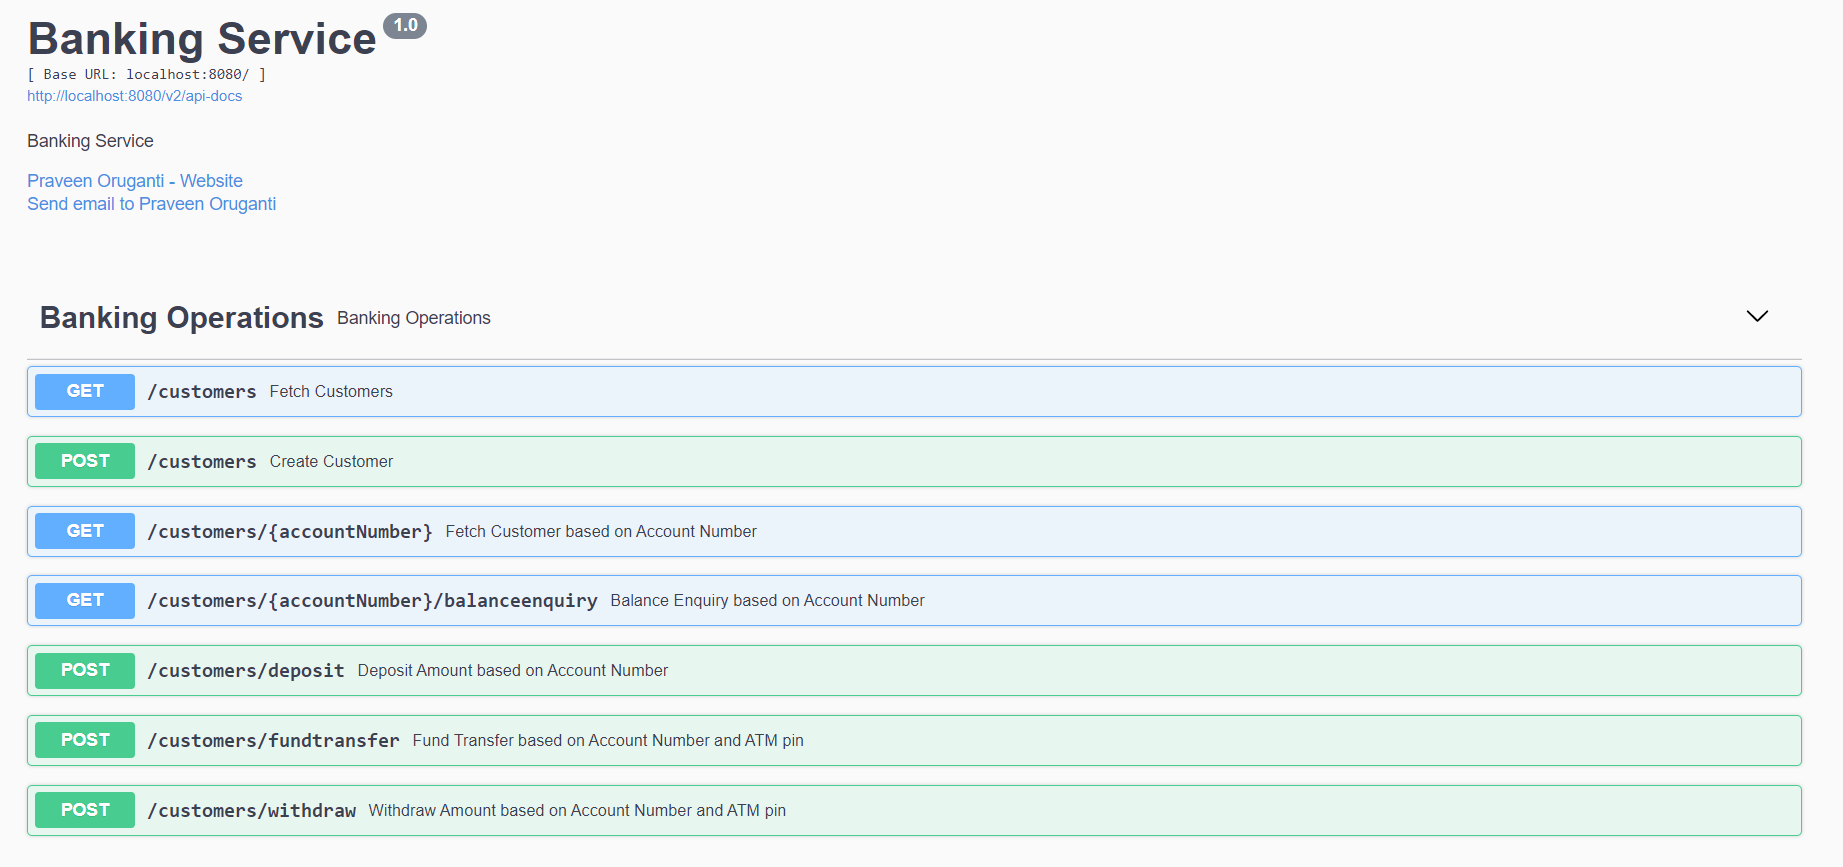 Banking Service 1.0
[ Base URL: localhost:8080/ ]
http://localhost:8080/v2/api-docs
Banking Service
Praveen Oruganti - Website
Send email to Praveen Oruganti
Banking Operations Banking Operations
GET /customers Fetch Customers
POST /customers Create Customer
GET /customers/{accountNumber} Fetch Customer based on Account Number
GET /customers/{accountNumber}/balanceenquiry Balance Enquiry based on Account Number
POST /customers/deposit Deposit Amount based on Account Number
POST /customers/fundtransfer Fund Transfer based on Account Number and ATM pin
POST /customers/withdraw Withdraw Amount based on Account Number and ATM pin